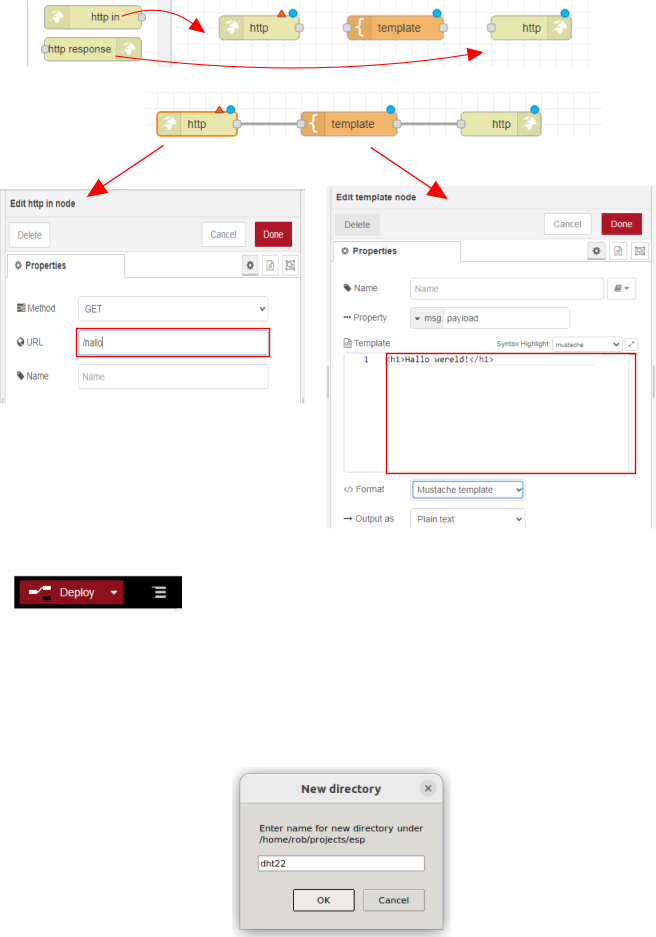 http in
http response
http
{ template
http
http
{ template
http
Edit http in node
Delete
Cancel
Done
Properties
Method
GET
URL
/hallo
Name
Name
Edit template node
Delete
Cancel
Done
Properties
Name
Name
Property
msg. payload
Template
Syntax Highlight: mustache
1 <h1>Hallo wereld!</h1>
</> Format
Mustache template
Output as
Plain text
Deploy
New directory
Enter name for new directory under
/home/rob/projects/esp
dht22
OK
Cancel